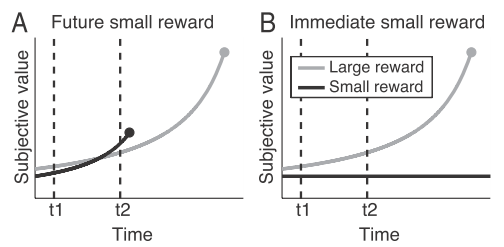 A Future small reward
Subjective value
t1 t2
Time
B Immediate small reward
Subjective value
Large reward
Small reward
t1 t2
Time